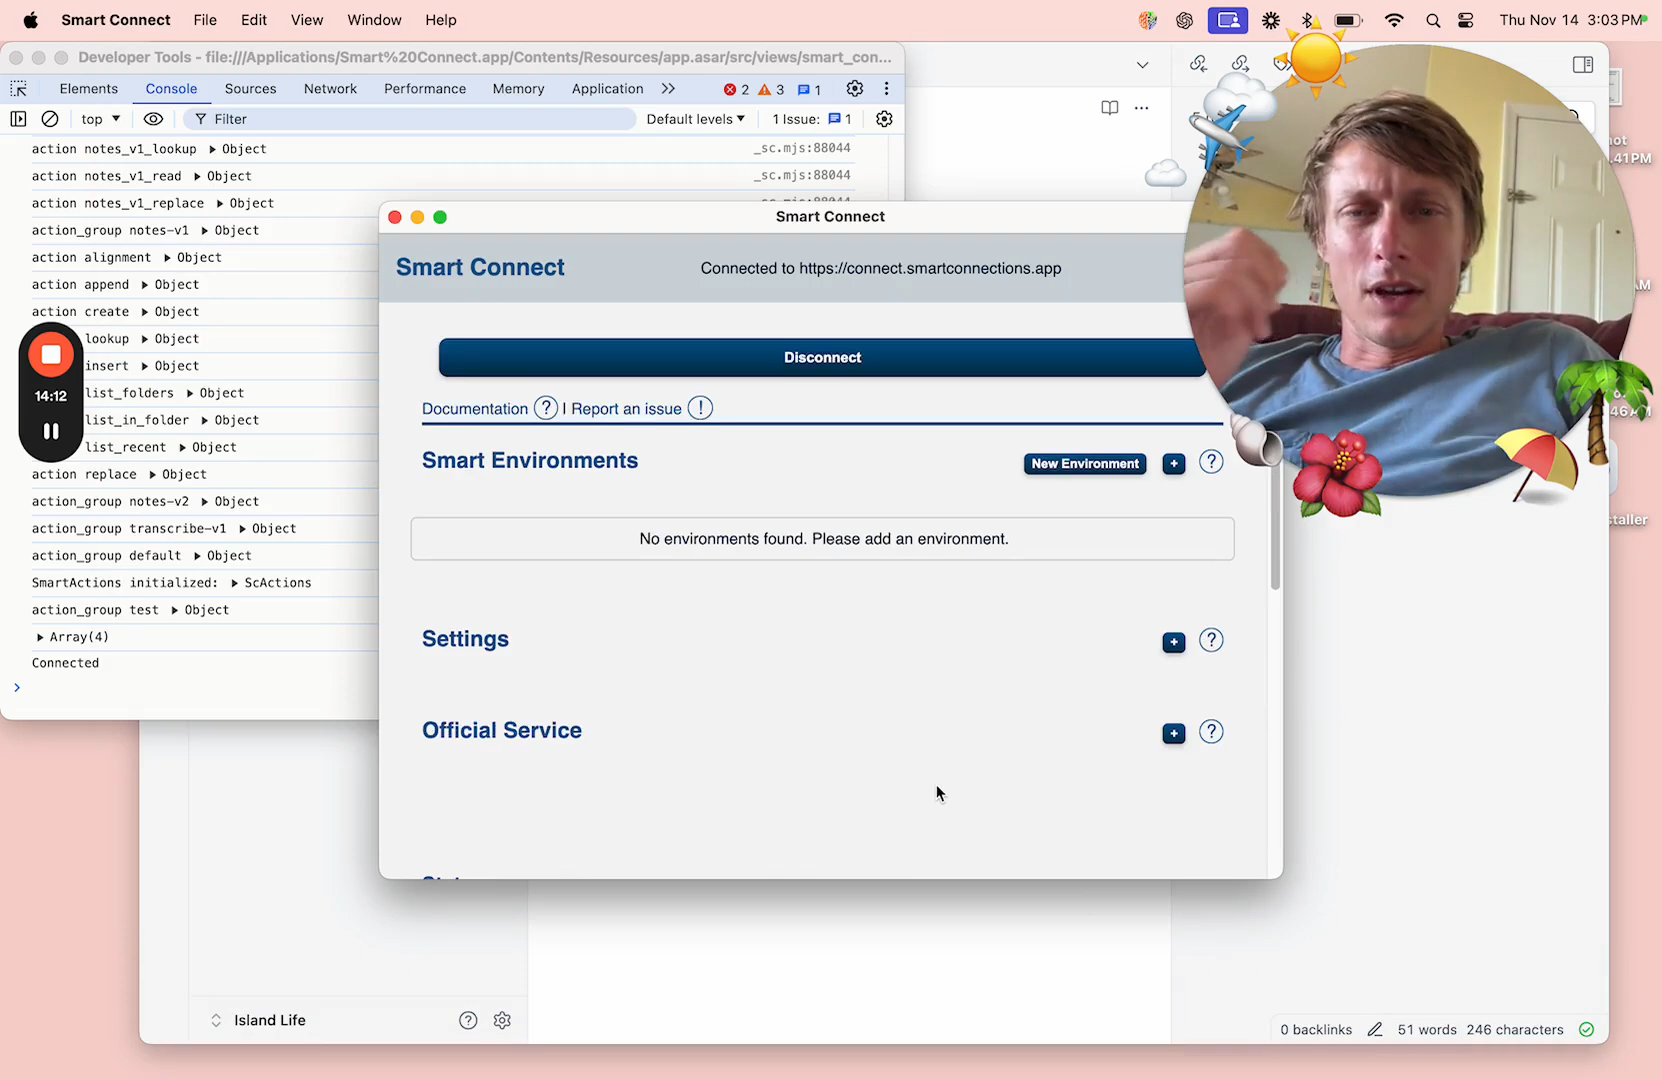 Smart Connect File Edit View Window Help Thu Nov 14 3:03 PM
Developer Tools - file:///Applications/Smart%20Connect.app/Contents/Resources/app.asar/src/views/smart_con...
Elements Console Sources Network Performance Memory Application 2 3 1
top Filter Default levels 1 Issue: 1
action notes_v1_lookup Object _sc.mjs:88044
action notes_v1_read Object _sc.mjs:88044
action notes_v1_replace Object
action_group notes-v1 Object
action alignment Object
action append Object
action create Object
lookup Object
insert Object
list_folders Object
list_in_folder Object
list_recent Object
action replace Object
action_group notes-v2 Object
action_group transcribe-v1 Object
action_group default Object
SmartActions initialized: ScActions
action_group test Object
Array(4)
Connected
14:12
Smart Connect
Smart Connect Connected to https://connect.smartconnections.app
Disconnect
Documentation ? | Report an issue !
Smart Environments New Environment + ?
No environments found. Please add an environment.
Settings + ?
Official Service + ?
.41PM
Island Life
0 backlinks 51 words 246 characters